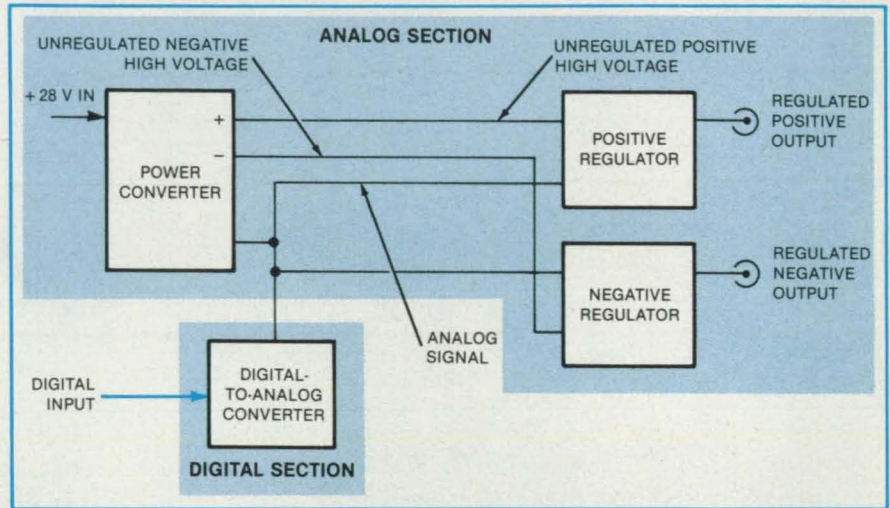 ANALOG SECTION
UNREGULATED NEGATIVE
HIGH VOLTAGE
UNREGULATED POSITIVE
HIGH VOLTAGE
+ 28 V IN
+
−
POWER
CONVERTER
POSITIVE
REGULATOR
REGULATED
POSITIVE
OUTPUT
NEGATIVE
REGULATOR
REGULATED
NEGATIVE
OUTPUT
ANALOG
SIGNAL
DIGITAL
INPUT
DIGITAL-
TO-ANALOG
CONVERTER
DIGITAL SECTION